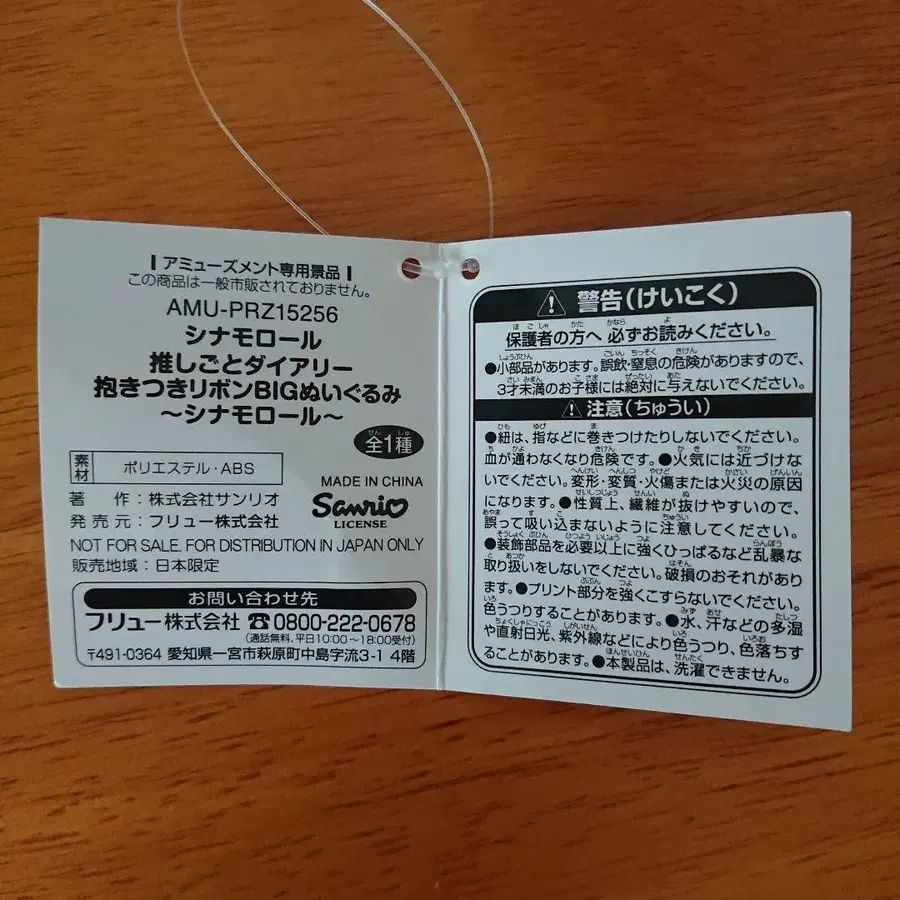 アミューズメント専用景品
この商品は一般市販されておりません。
AMU-PRZ15256
シナモロール
推しごとダイアリー
抱きつきリボンBIGぬいぐるみ
～シナモロール～
全1種
素材 ポリエステル・ABS
MADE IN CHINA
著 作：株式会社サンリオ
Sanrio
発売元：フリュー株式会社
LICENSE
NOT FOR SALE. FOR DISTRIBUTION IN JAPAN ONLY
販売地域：日本限定
お問い合わせ先
フリュー株式会社 ☎0800-222-0678
(通話無料、平日10:00～18:00受付)
〒491-0364 愛知県一宮市萩原町中島字流3-1 4階
⚠ 警告(けいこく)
保護者の方へ 必ずお読みください。
●小部品があります。誤飲・窒息の危険がありますので、
3才未満のお子様には絶対に与えないでください。
⚠ 注意(ちゅうい)
●紐は、指などに巻きつけたりしないでください。
血が通わなくなり危険です。●火気には近づけな
いでください。変形・変質・火傷または火災の原因
になります。●性質上、繊維が抜けやすいので、
誤って吸い込まないように注意してください。
●装飾部品を必要以上に強くひっぱるなど乱暴な
取り扱いをしないでください。破損のおそれがあり
ます。●プリント部分を強くこすらないでください。
色うつりすることがあります。●水、汗などの多湿
や直射日光、紫外線などにより色うつり、色落ちす
ることがあります。●本製品は、洗濯できません。